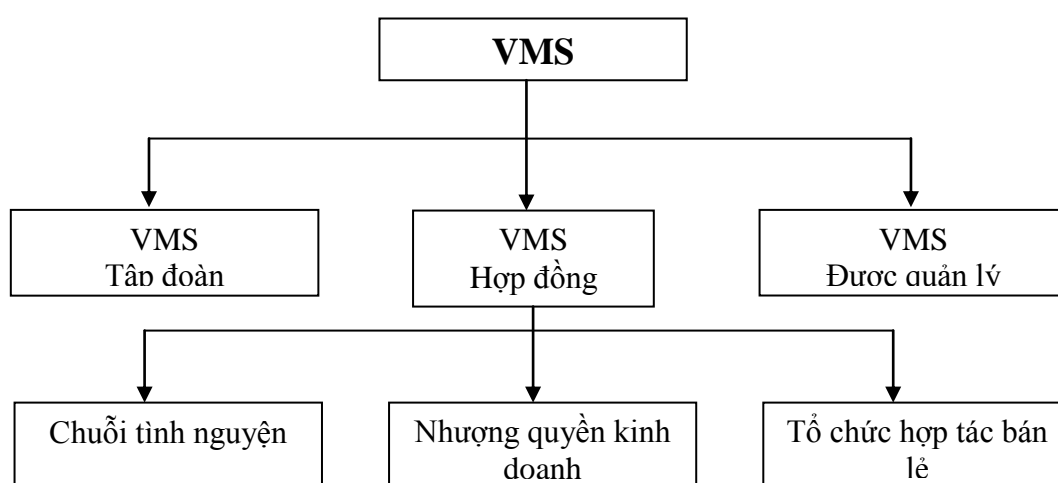 VMS
VMS
Tập đoàn
VMS
Hợp đồng
VMS
Được quản lý
Chuỗi tình nguyện
Nhượng quyền kinh
doanh
Tổ chức hợp tác bán
lẻ